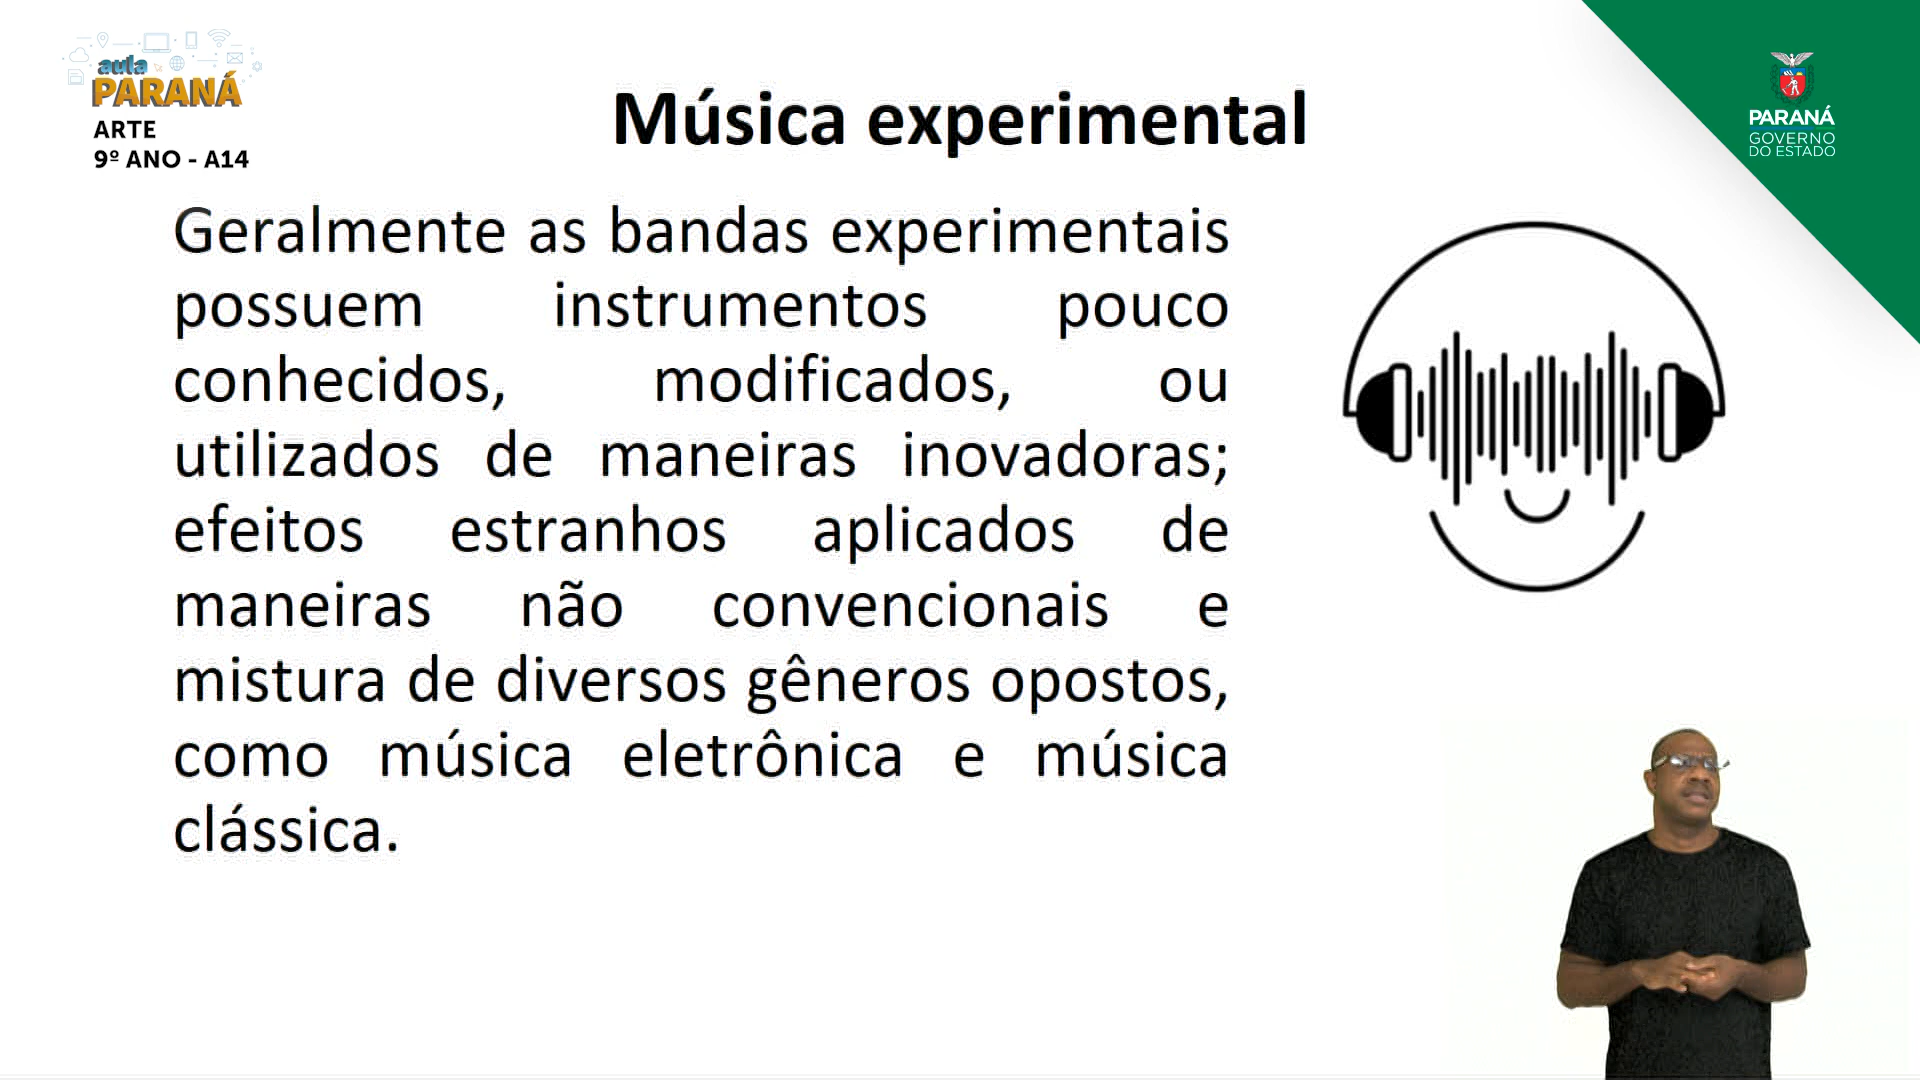 aula
PARANÁ
ARTE
9º ANO - A14
Música experimental
PARANÁ
GOVERNO
DO ESTADO
Geralmente as bandas experimentais
possuem instrumentos pouco
conhecidos, modificados, ou
utilizados de maneiras inovadoras;
efeitos estranhos aplicados de
maneiras não convencionais e
mistura de diversos gêneros opostos,
como música eletrônica e música
clássica.